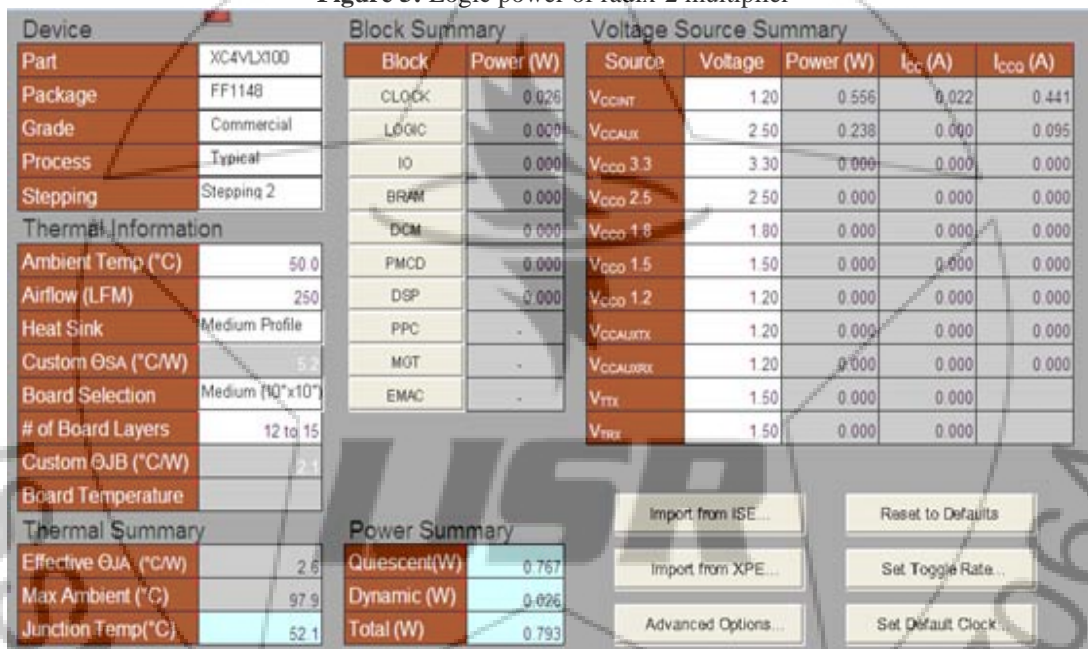 Figure 3: Logic power of radix-2 multiplier
Device
Part XC4VLX100
Package FF1148
Grade Commercial
Process Typical
Stepping Stepping 2
Thermal Information
Ambient Temp (°C) 50.0
Airflow (LFM) 250
Heat Sink Medium Profile
Custom ΘSA (°C/W) 5.2
Board Selection Medium (10"x10")
# of Board Layers 12 to 15
Custom ΘJB (°C/W) 2.1
Board Temperature
Thermal Summary
Effective ΘJA (°C/W) 2.6
Max Ambient (°C) 97.9
Junction Temp(°C) 52.1
Block Summary
Block Power (W)
CLOCK 0.026
LOGIC 0.000
IO 0.000
BRAM 0.000
DCM 0.000
PMCD 0.000
DSP 0.000
PPC -
MGT -
EMAC -
Power Summary
Quiescent(W) 0.767
Dynamic (W) 0.026
Total (W) 0.793
Voltage Source Summary
Source Voltage Power (W) ICC (A) ICCQ (A)
VCCINT 1.20 0.556 0.022 0.441
VCCAUX 2.50 0.238 0.000 0.095
VCCO 3.3 3.30 0.000 0.000 0.000
VCCO 2.5 2.50 0.000 0.000 0.000
VCCO 1.8 1.80 0.000 0.000 0.000
VCCO 1.5 1.50 0.000 0.000 0.000
VCCO 1.2 1.20 0.000 0.000 0.000
VCCAUXTX 1.20 0.000 0.000 0.000
VCCAUXRX 1.20 0.000 0.000 0.000
VTTX 1.50 0.000 0.000
VTRX 1.50 0.000 0.000
Import from ISE...
Reset to Defaults
Import from XPE...
Set Toggle Rate...
Advanced Options...
Set Default Clock...
IJSR